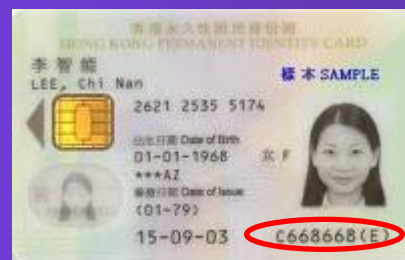 香港永久性居民身份證
HONG KONG PERMANENT IDENTITY CARD
李智能
LEE, Chi Nan
樣本 SAMPLE
2621 2535 5174
出生日期 Date of Birth
01-01-1968 女 F
***AZ
簽發日期 Date of Issue
(01-79)
15-09-03 C668668(E)